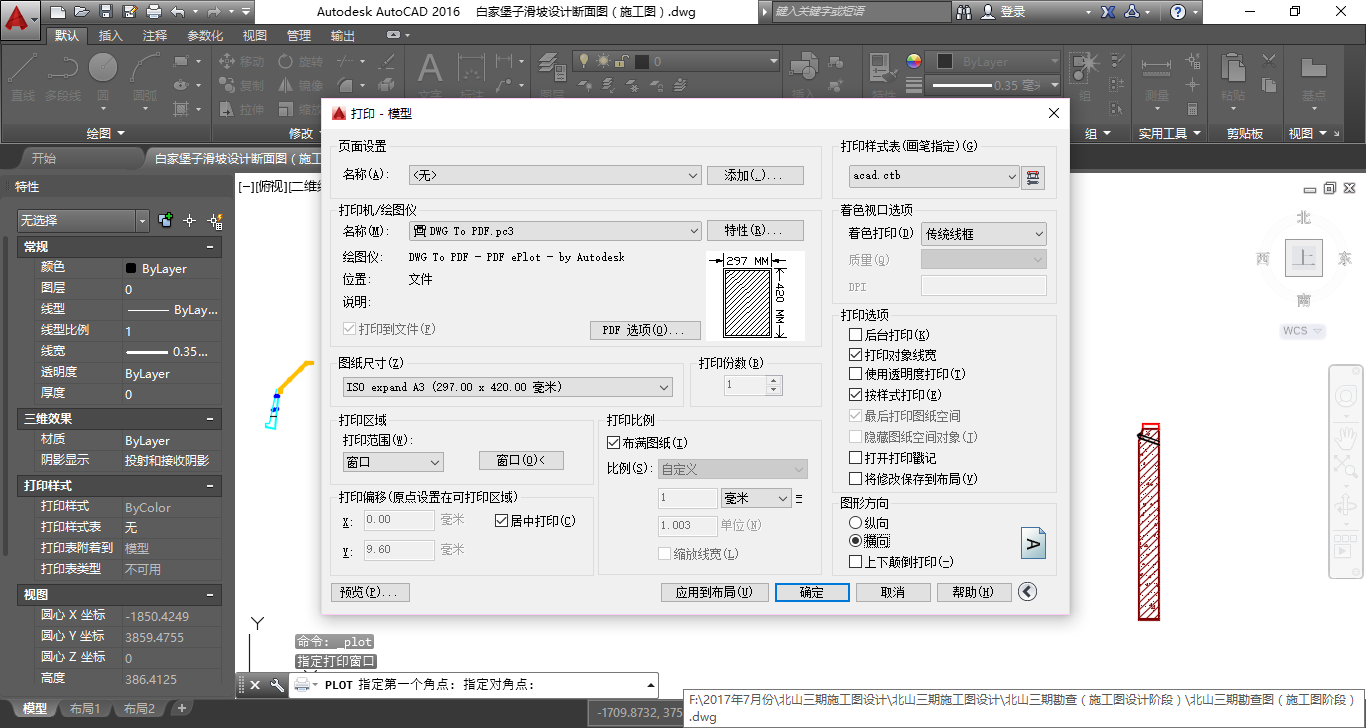 Autodesk AutoCAD 2016 白家堡子滑坡设计断面图（施工图）.dwg
键入关键字或短语
登录
默认 插入 注释 参数化 视图 管理 输出
移动 旋转
直线 多段线 圆 圆弧
复制 镜像
文字 标注 图层
0
插入 特性
ByLayer
0.35 毫米
组 测量 粘贴 基点
拉伸 缩放
绘图 修改
组 实用工具 剪贴板 视图
开始
白家堡子滑坡设计断面图（施工
特性
[−][俯视][二维线
无选择
常规
颜色 ByLayer
图层 0
线型 ByLay...
线型比例 1
线宽 0.35...
透明度 ByLayer
厚度 0
三维效果
材质 ByLayer
阴影显示 投射和接收阴影
打印样式
打印样式 ByColor
打印样式表 无
打印表附着到 模型
打印表类型 不可用
视图
圆心 X 坐标 -1850.4249
圆心 Y 坐标 3859.4755
圆心 Z 坐标 0
高度 386.4125
模型 布局1 布局2
打印 - 模型
页面设置
名称(A): <无> 添加(.)...
打印机/绘图仪
名称(M): DWG To PDF.pc3 特性(R)...
绘图仪: DWG To PDF - PDF ePlot - by Autodesk
位置: 文件
说明:
打印到文件(F) PDF 选项(O)...
297 MM
420 MM
图纸尺寸(Z)
ISO expand A3 (297.00 x 420.00 毫米)
打印份数(B)
1
打印区域
打印范围(W):
窗口 窗口(O)<
打印比例
布满图纸(I)
比例(S): 自定义
1 毫米 =
1.003 单位(N)
缩放线宽(L)
打印偏移(原点设置在可打印区域)
X: 0.00 毫米 居中打印(C)
Y: 9.60 毫米
打印样式表(画笔指定)(G)
acad.ctb
着色视口选项
着色打印(D) 传统线框
质量(Q)
DPI
打印选项
后台打印(K)
打印对象线宽
使用透明度打印(T)
按样式打印(E)
最后打印图纸空间
隐藏图纸空间对象(J)
打开打印戳记
将修改保存到布局(V)
图形方向
纵向
横向
上下颠倒打印(-)
A
预览(P)... 应用到布局(U) 确定 取消 帮助(H)
北
西 上 东
南
WCS
Y
命令: _plot
指定打印窗口
PLOT 指定第一个角点: 指定对角点:
-1709.8732, 375
F:\2017年7月份\北山三期施工图设计\北山三期施工图设计\北山三期勘查（施工图设计阶段）\北山三期勘查图（施工图阶段）
.dwg